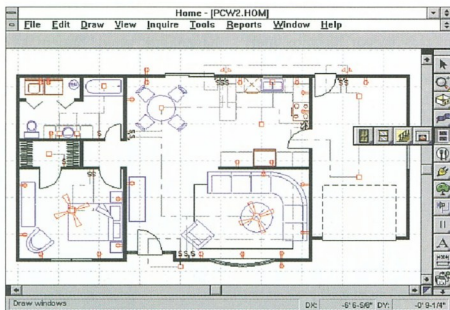 Home - [PCW2.HOM]
File Edit Draw View Inquire Tools Reports Window Help
Draw windows DX: -6' 6-5/8" DY: -0' 9-1/4"